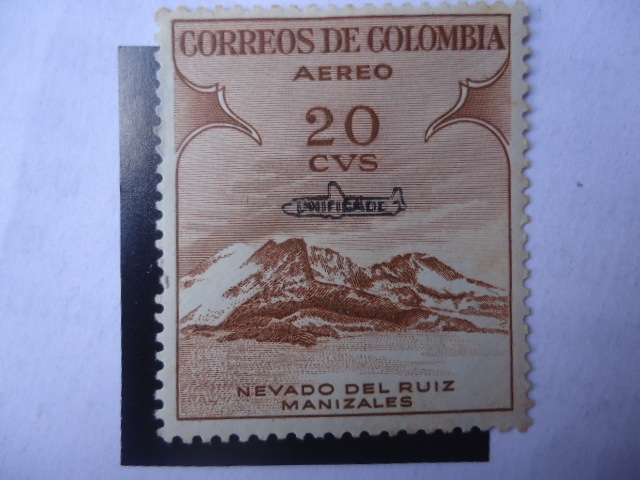 CORREOS DE COLOMBIA
AEREO
20
CVS
UNIFICADO
NEVADO DEL RUIZ
MANIZALES